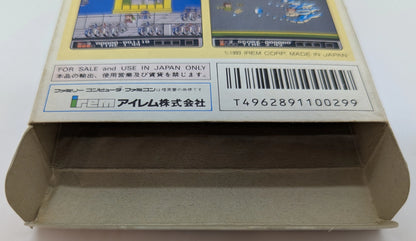 ©1989 IREM CORP. MADE IN JAPAN
FOR SALE and USE IN JAPAN ONLY
本品の輸出、使用営業及び賃貸を禁じます。
ファミリーコンピュータ・ファミコンは任天堂の商標です
irem アイレム株式会社
T4962891100299